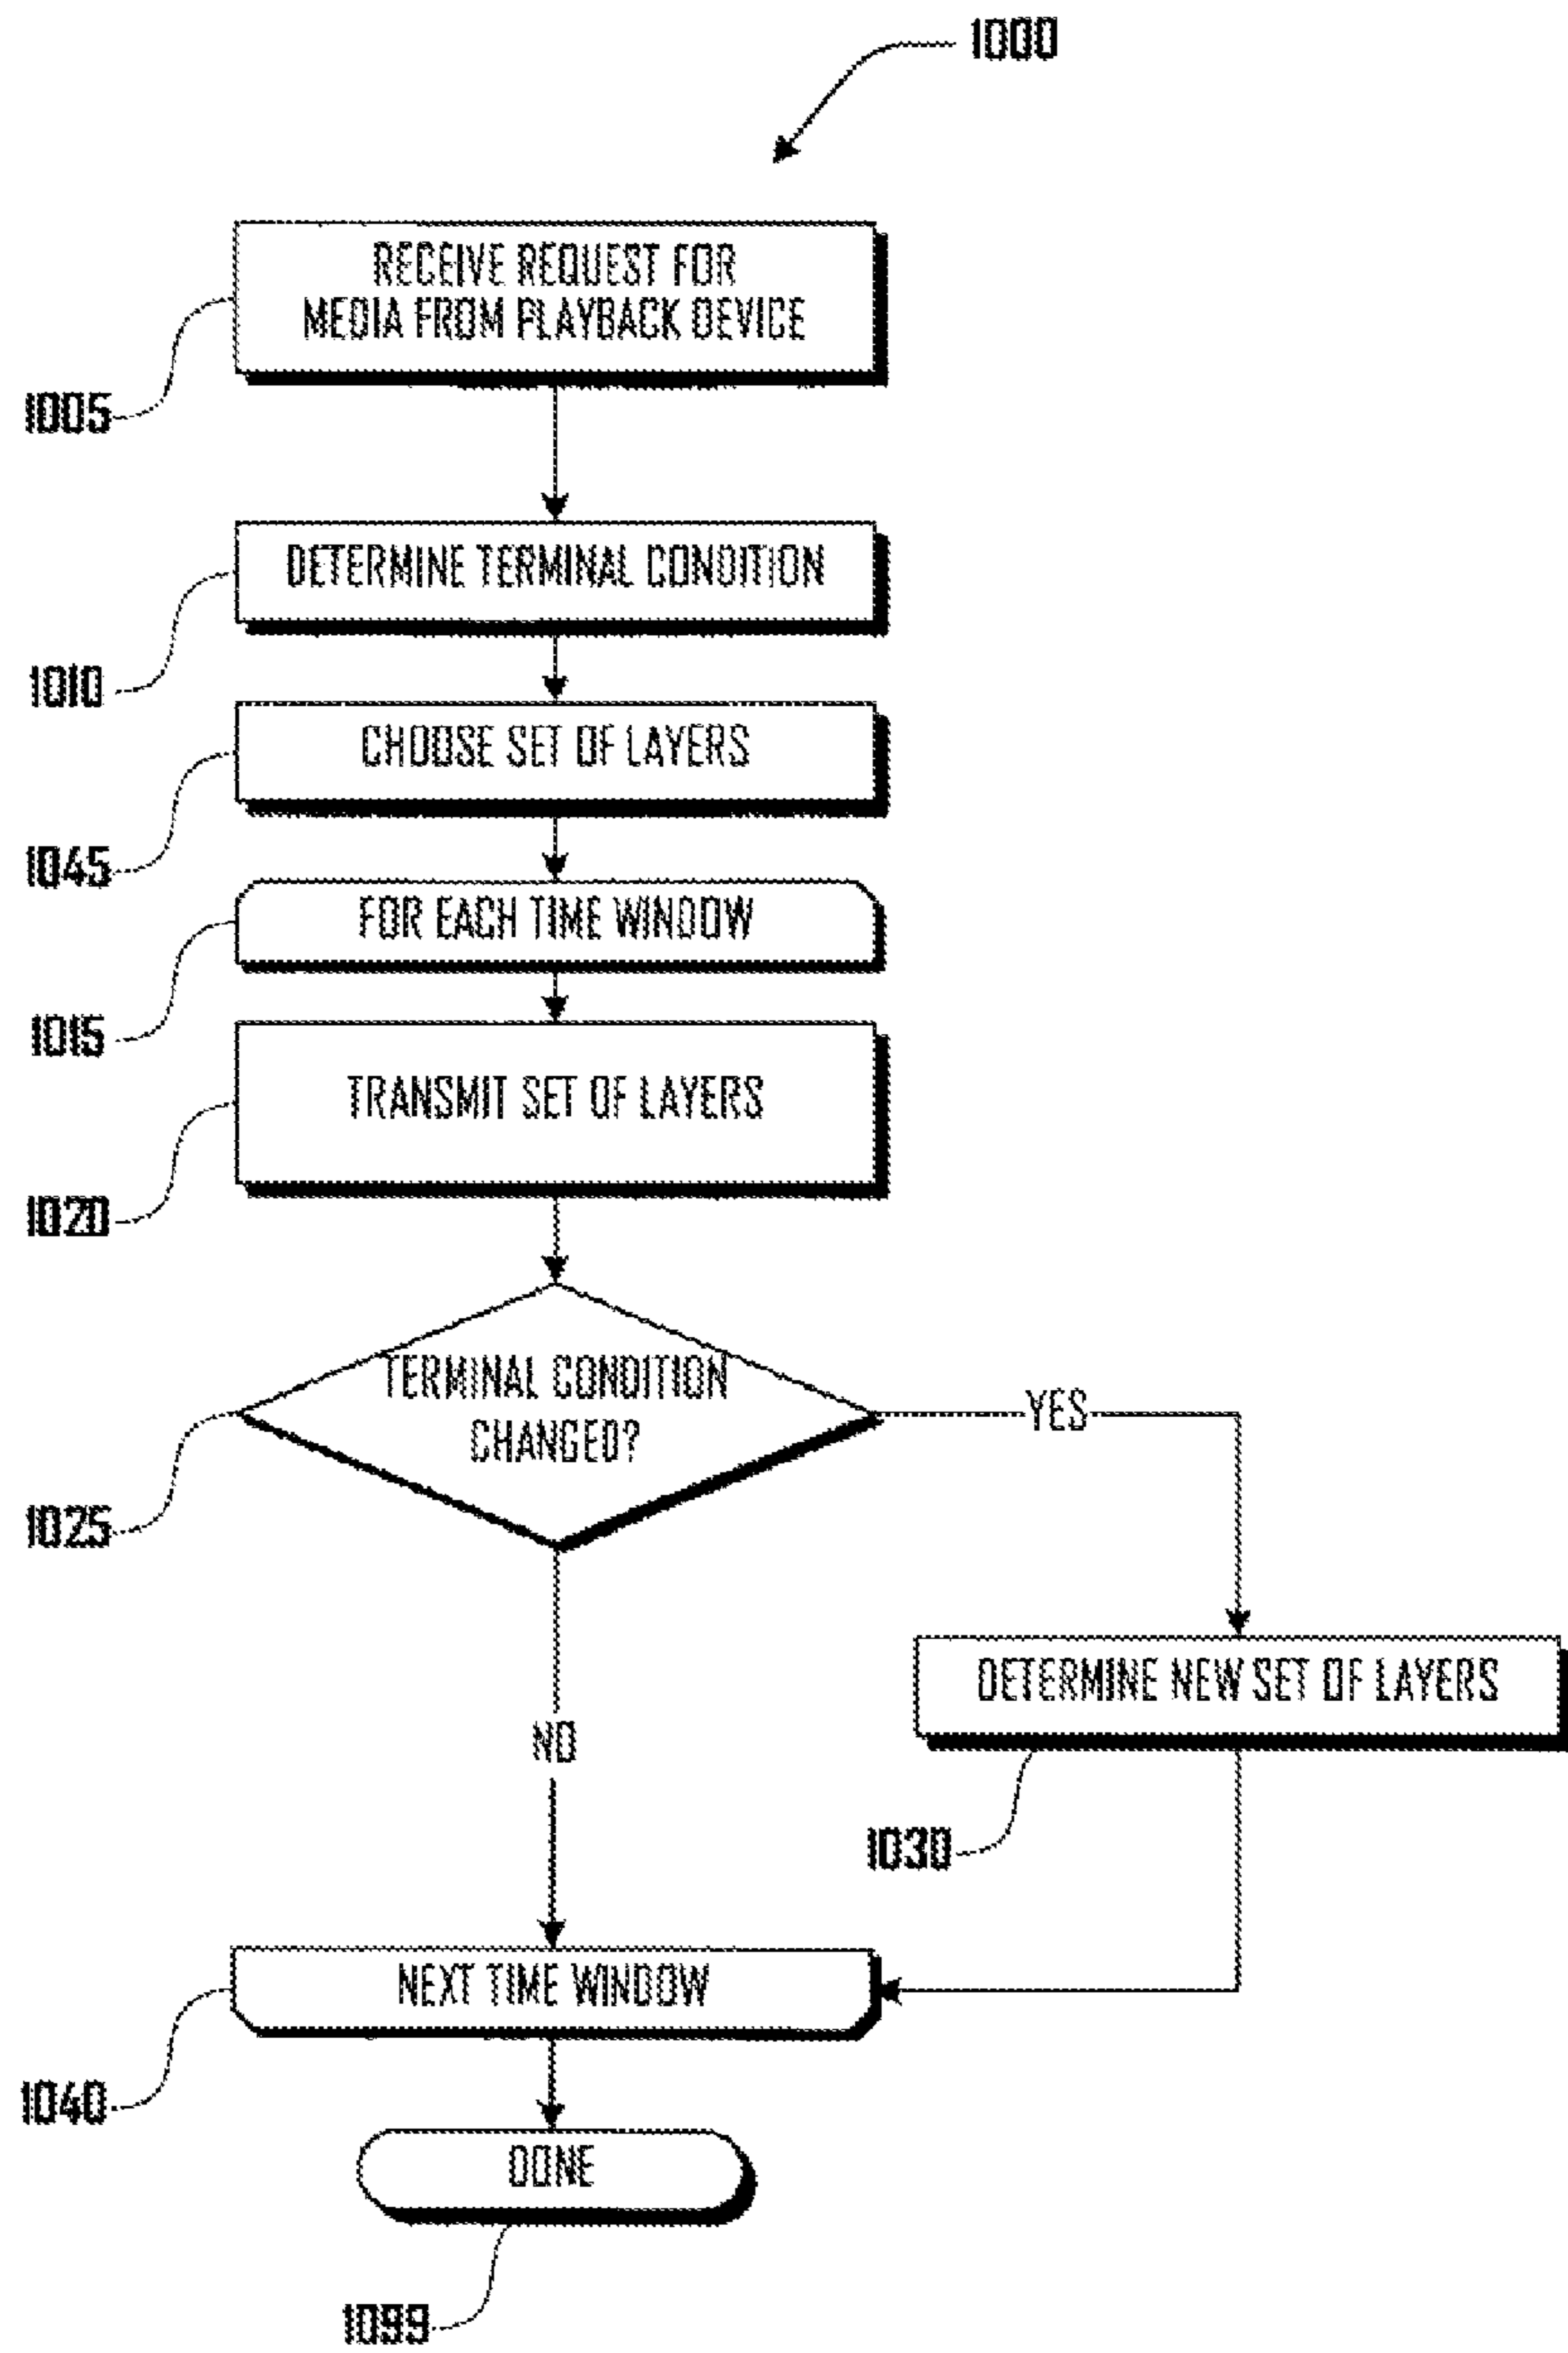 1000
RECEIVE REQUEST FOR
MEDIA FROM PLAYBACK DEVICE
1005
DETERMINE TERMINAL CONDITION
1010
CHOOSE SET OF LAYERS
1045
FOR EACH TIME WINDOW
1015
TRANSMIT SET OF LAYERS
1020
TERMINAL CONDITION
CHANGED?
YES
1025
DETERMINE NEW SET OF LAYERS
NO
1030
NEXT TIME WINDOW
1040
DONE
1099